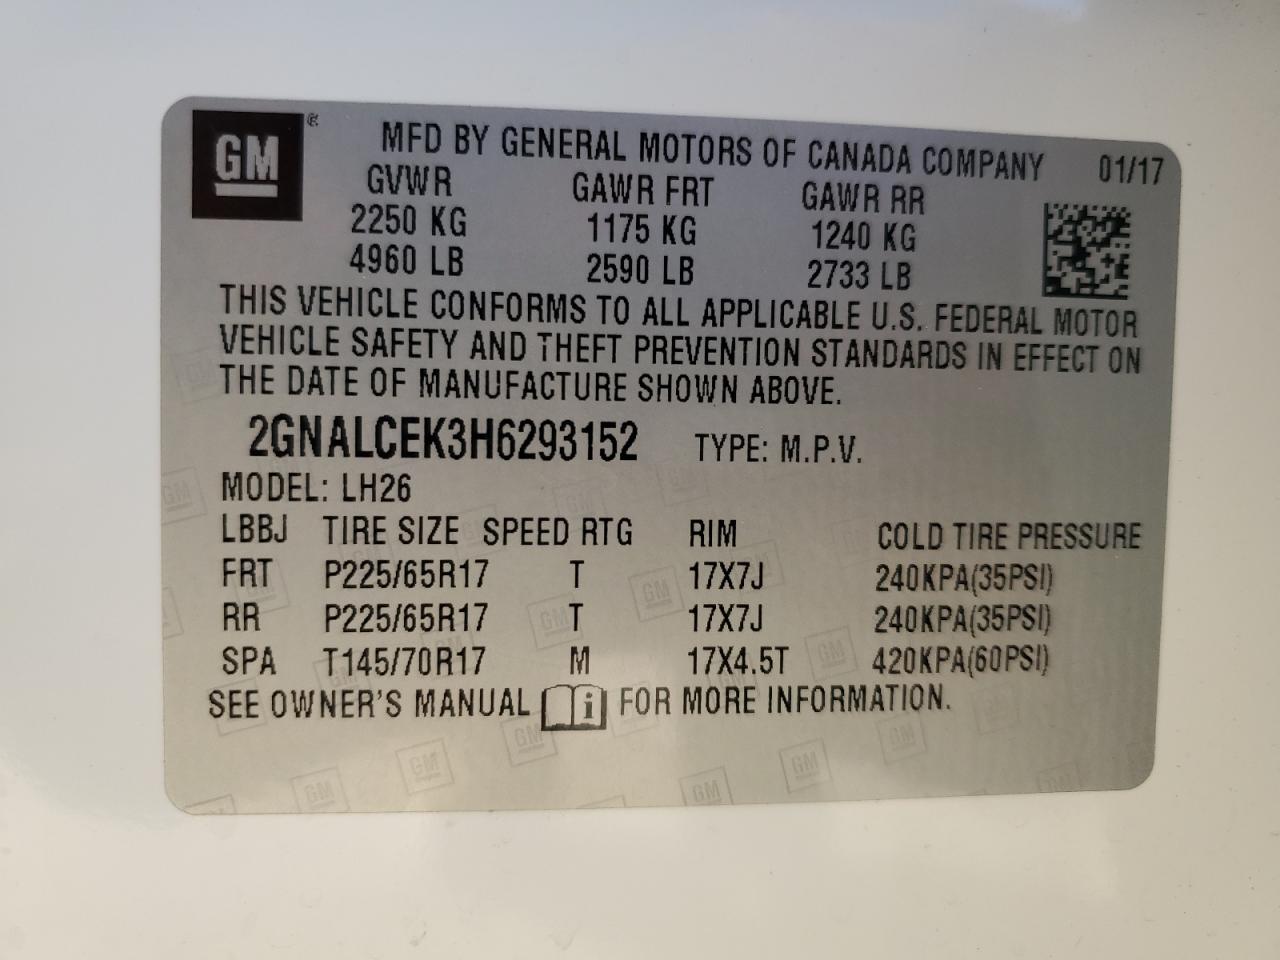 GM
MFD BY GENERAL MOTORS OF CANADA COMPANY 01/17
GVWR GAWR FRT GAWR RR
2250 KG 1175 KG 1240 KG
4960 LB 2590 LB 2733 LB
THIS VEHICLE CONFORMS TO ALL APPLICABLE U.S. FEDERAL MOTOR
VEHICLE SAFETY AND THEFT PREVENTION STANDARDS IN EFFECT ON
THE DATE OF MANUFACTURE SHOWN ABOVE.
2GNALCEK3H6293152 TYPE: M.P.V.
MODEL: LH26
LBBJ TIRE SIZE SPEED RTG RIM COLD TIRE PRESSURE
FRT P225/65R17 T 17X7J 240KPA(35PSI)
RR P225/65R17 T 17X7J 240KPA(35PSI)
SPA T145/70R17 M 17X4.5T 420KPA(60PSI)
SEE OWNER'S MANUAL i FOR MORE INFORMATION.